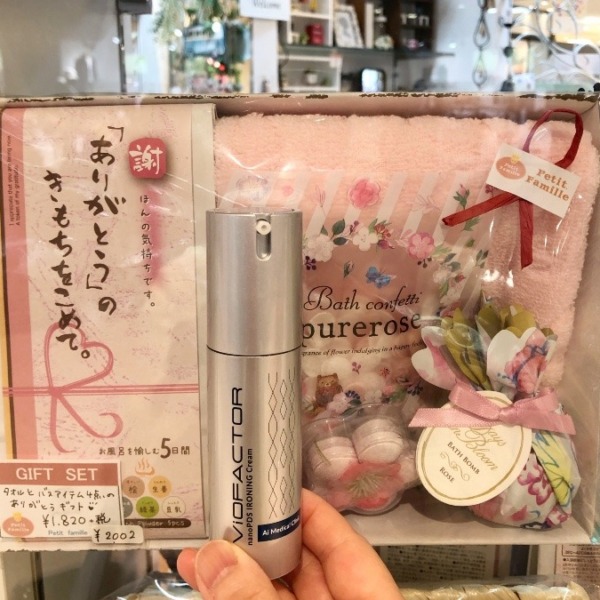 Welcome
謝
「ありがとう」の
きもちをこめて。
ほんの気持ちです。
お風呂を愉しむ5日間
GIFT SET
タオルとバスアイテム付いの
ありがとうギフト
¥1,820+税
¥2002
Petit famille
ViOFACTOR
nanoPDS IRONING Cream
Petit
Famille
Bath confetti
purerose
BATH BOMB
ROSE